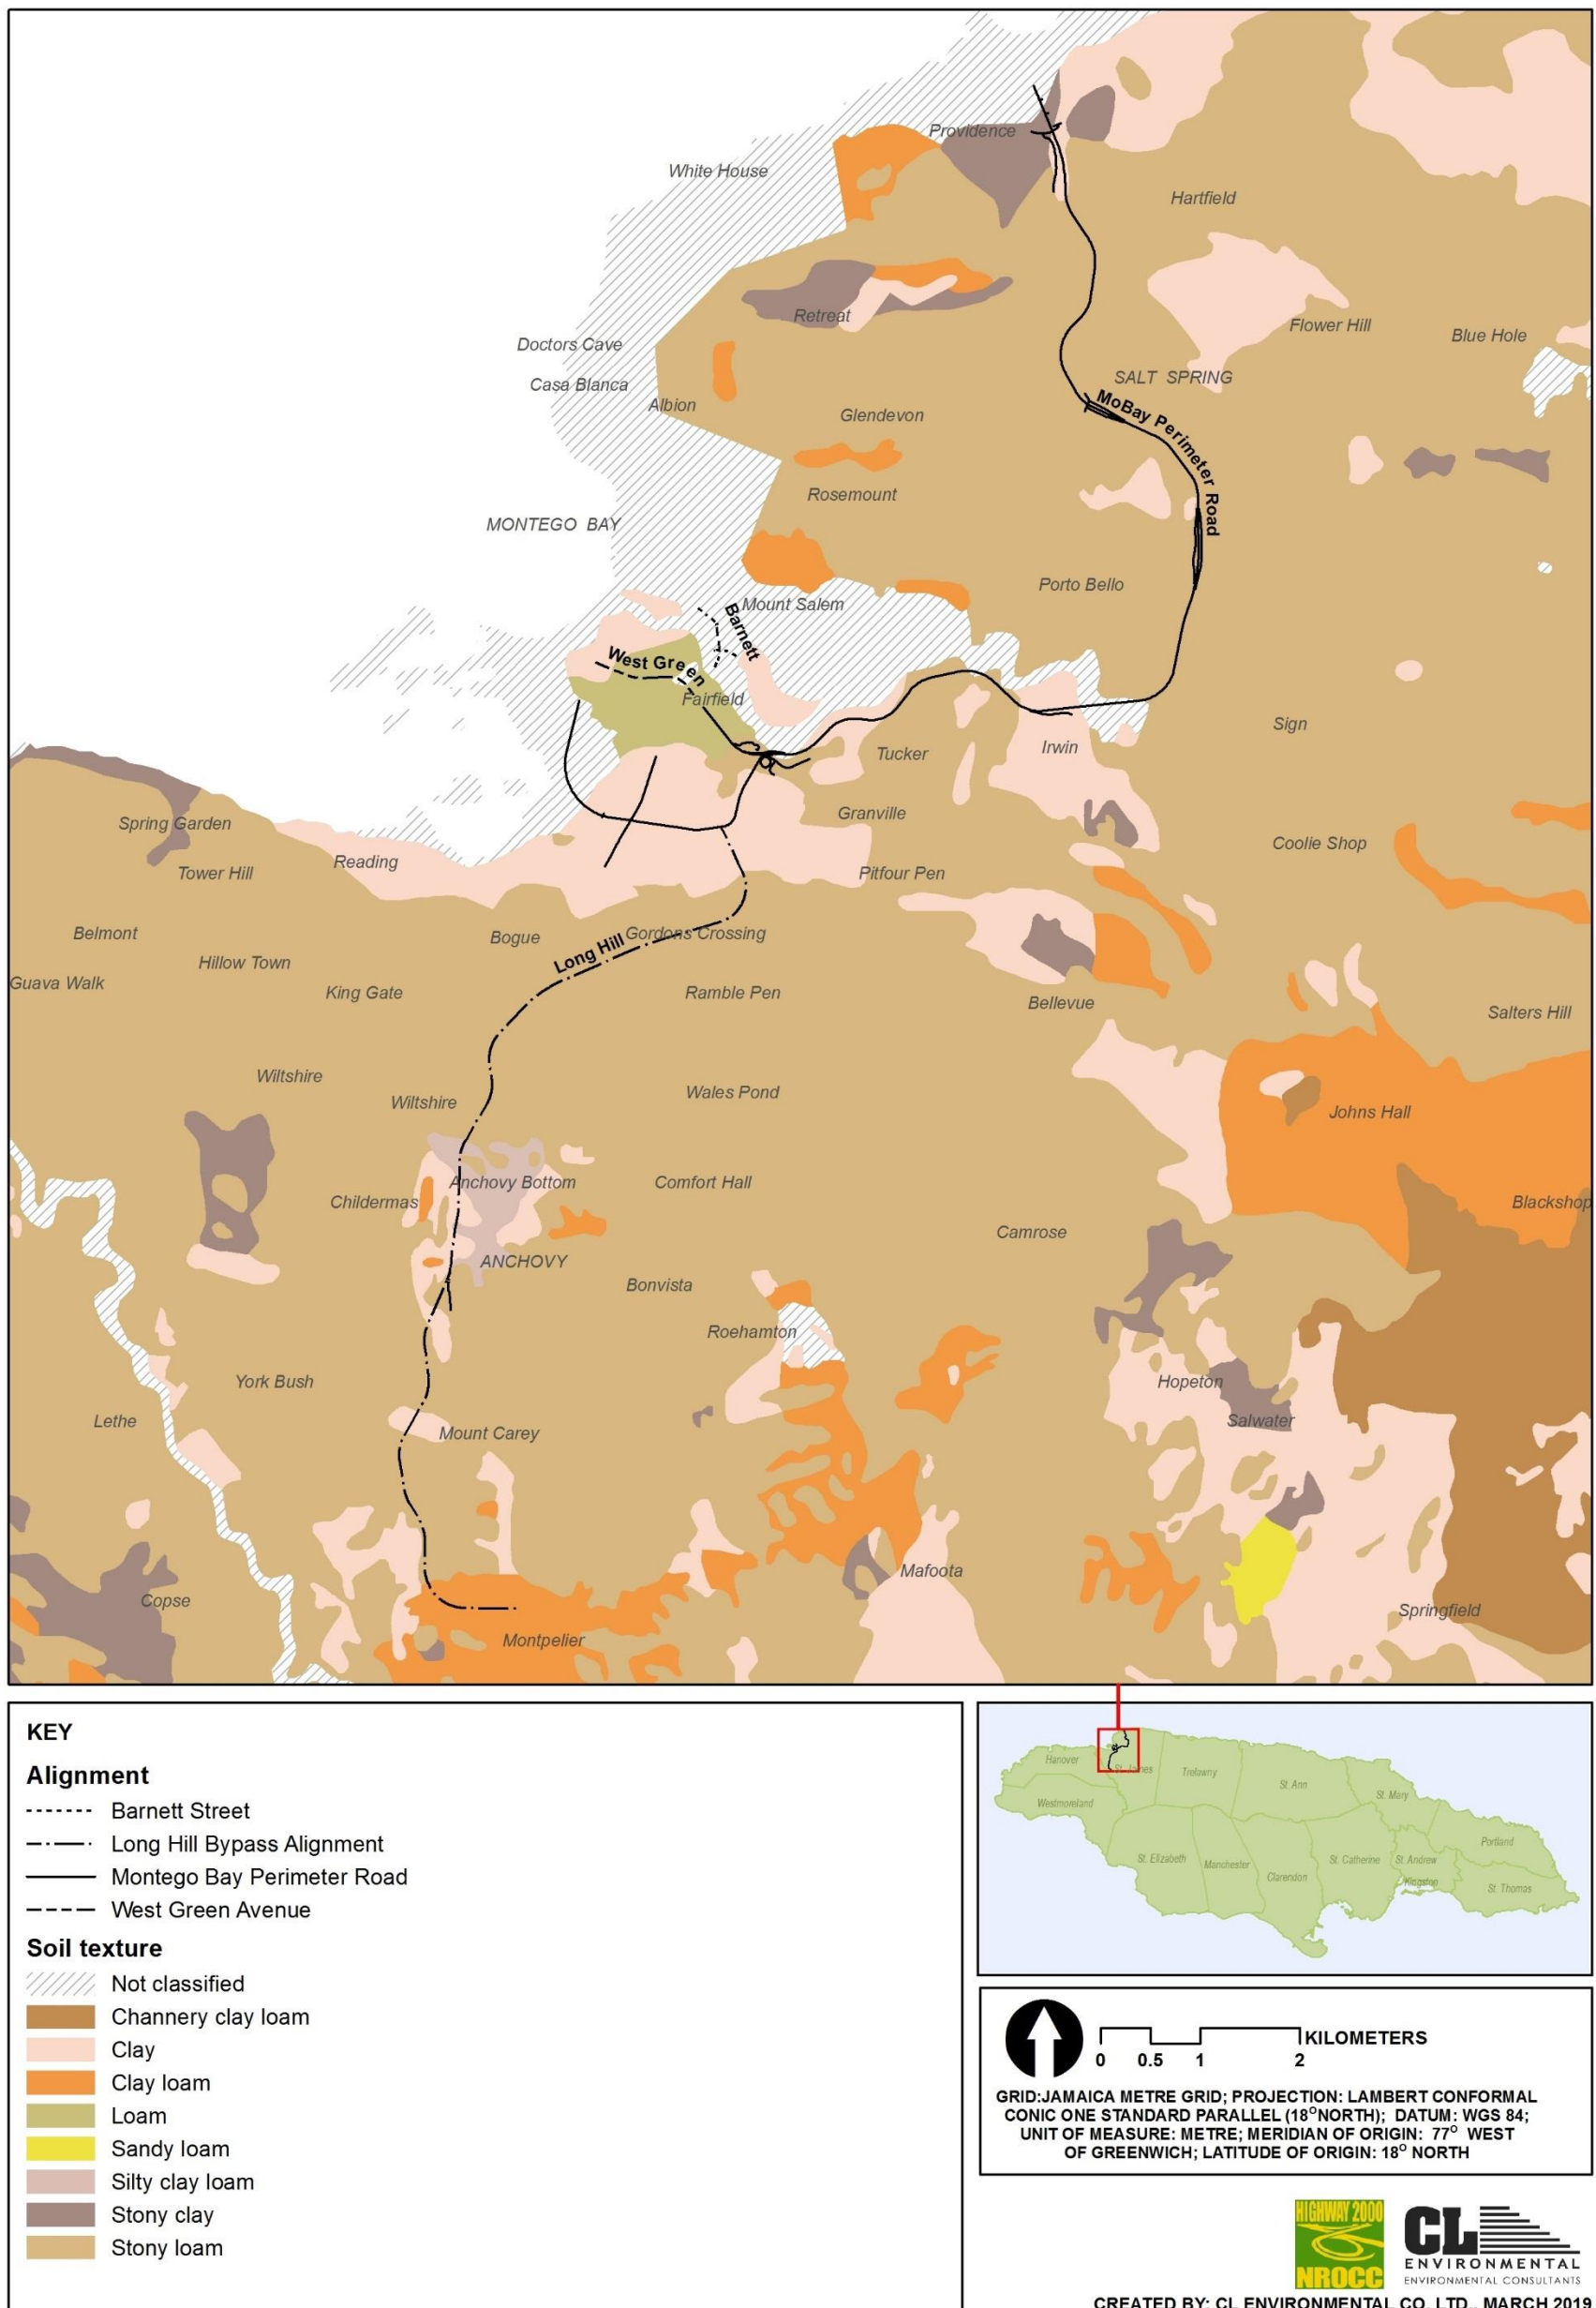 Providence
White House
Hartfield
Retreat
Flower Hill
Blue Hole
Doctors Cave
SALT SPRING
Casa Blanca
Albion
MoBay Perimeter Road
Glendevon
Rosemount
MONTEGO BAY
Porto Bello
Mount Salem
Barnett
West Green
Fairfield
Sign
Irwin
Tucker
Granville
Spring Garden
Coolie Shop
Reading
Tower Hill
Pitfour Pen
Belmont
Bogue
Gordons Crossing
Long Hill
Hillow Town
Guava Walk
King Gate
Ramble Pen
Bellevue
Salters Hill
Wiltshire
Wiltshire
Wales Pond
Johns Hall
Anchovy Bottom
Comfort Hall
Childermas
Blackshop
Camrose
ANCHOVY
Bonvista
Roehamton
York Bush
Hopeton
Lethe
Salwater
Mount Carey
Mafoota
Copse
Springfield
Montpelier
KEY
Alignment
Barnett Street
Long Hill Bypass Alignment
Montego Bay Perimeter Road
West Green Avenue
Soil texture
Not classified
Channery clay loam
Clay
Clay loam
Loam
Sandy loam
Silty clay loam
Stony clay
Stony loam
Hanover
St. James
Trelawny
St. Ann
St. Mary
Westmoreland
Portland
St. Elizabeth
Manchester
Clarendon
St. Catherine
St. Andrew
Kingston
St. Thomas
KILOMETERS
0 0.5 1 2
GRID:JAMAICA METRE GRID; PROJECTION: LAMBERT CONFORMAL
CONIC ONE STANDARD PARALLEL (18°NORTH); DATUM: WGS 84;
UNIT OF MEASURE: METRE; MERIDIAN OF ORIGIN: 77° WEST
OF GREENWICH; LATITUDE OF ORIGIN: 18° NORTH
HIGHWAY 2000
NROCC
CL
ENVIRONMENTAL
ENVIRONMENTAL CONSULTANTS
CREATED BY: CL ENVIRONMENTAL CO. LTD., MARCH 2019